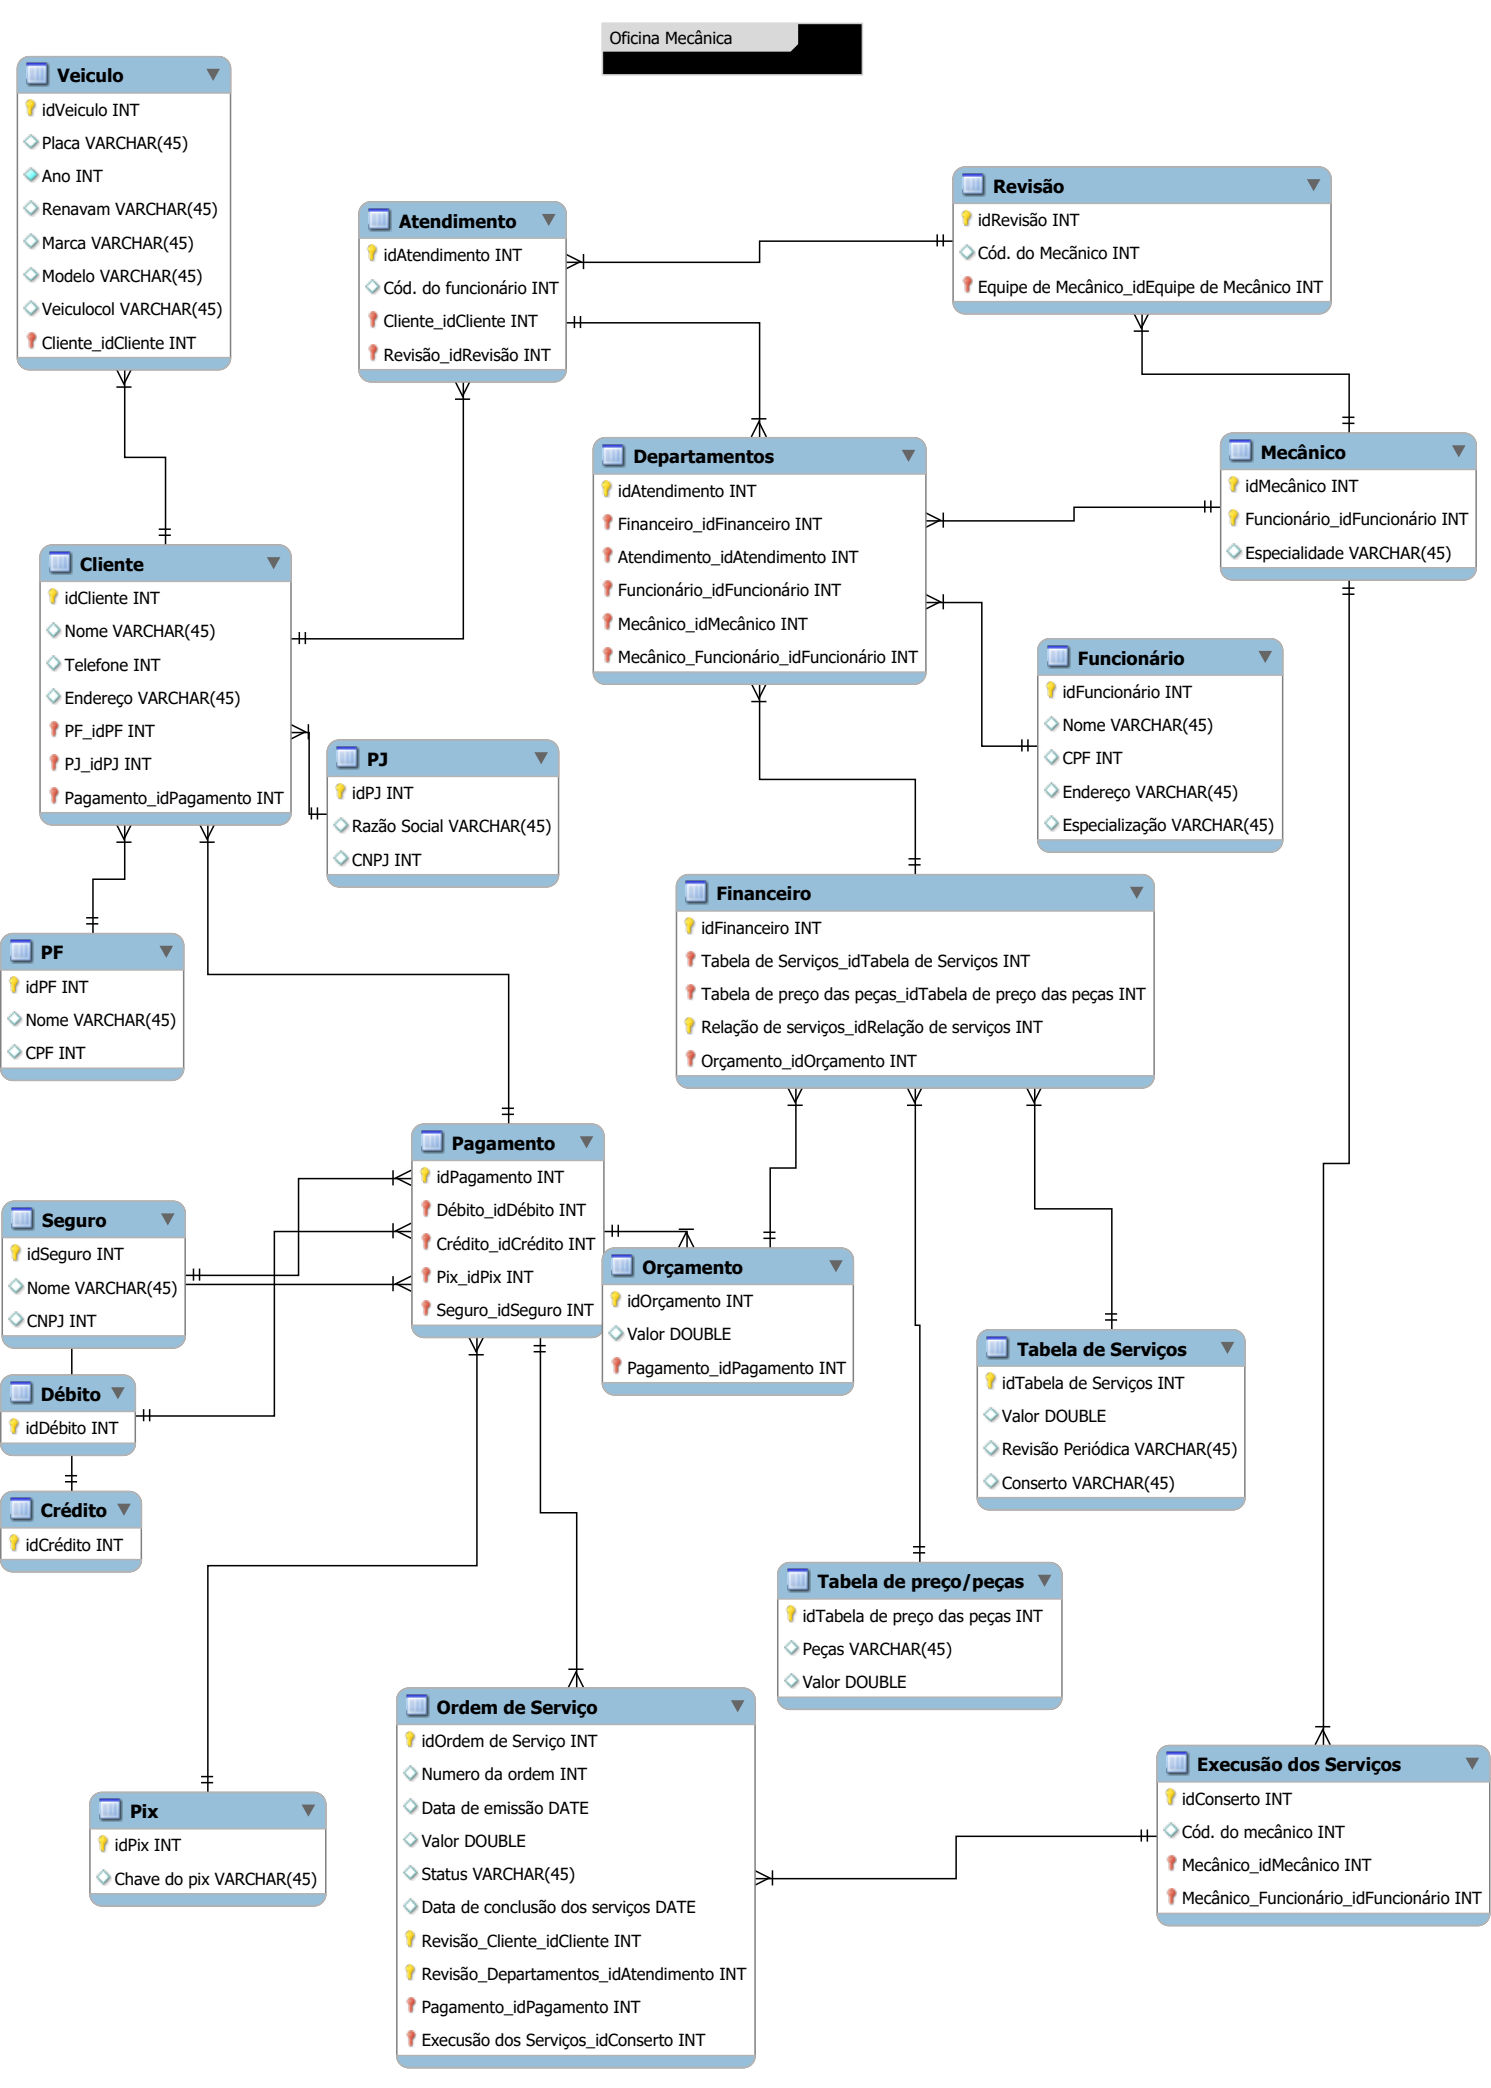 Oficina Mecânica
Veiculo
idVeiculo INT
Placa VARCHAR(45)
Ano INT
Renavam VARCHAR(45)
Marca VARCHAR(45)
Modelo VARCHAR(45)
Veiculocol VARCHAR(45)
Cliente_idCliente INT
Atendimento
idAtendimento INT
Cód. do funcionário INT
Cliente_idCliente INT
Revisão_idRevisão INT
Revisão
idRevisão INT
Cód. do Mecãnico INT
Equipe de Mecânico_idEquipe de Mecânico INT
Departamentos
idAtendimento INT
Financeiro_idFinanceiro INT
Atendimento_idAtendimento INT
Funcionário_idFuncionário INT
Mecânico_idMecânico INT
Mecânico_Funcionário_idFuncionário INT
Mecânico
idMecânico INT
Funcionário_idFuncionário INT
Especialidade VARCHAR(45)
Cliente
idCliente INT
Nome VARCHAR(45)
Telefone INT
Endereço VARCHAR(45)
PF_idPF INT
PJ_idPJ INT
Pagamento_idPagamento INT
Funcionário
idFuncionário INT
Nome VARCHAR(45)
CPF INT
Endereço VARCHAR(45)
Especialização VARCHAR(45)
PJ
idPJ INT
Razão Social VARCHAR(45)
CNPJ INT
PF
idPF INT
Nome VARCHAR(45)
CPF INT
Financeiro
idFinanceiro INT
Tabela de Serviços_idTabela de Serviços INT
Tabela de preço das peças_idTabela de preço das peças INT
Relação de serviços_idRelação de serviços INT
Orçamento_idOrçamento INT
Pagamento
idPagamento INT
Débito_idDébito INT
Crédito_idCrédito INT
Pix_idPix INT
Seguro_idSeguro INT
Seguro
idSeguro INT
Nome VARCHAR(45)
CNPJ INT
Orçamento
idOrçamento INT
Valor DOUBLE
Pagamento_idPagamento INT
Tabela de Serviços
idTabela de Serviços INT
Valor DOUBLE
Revisão Periódica VARCHAR(45)
Conserto VARCHAR(45)
Débito
idDébito INT
Crédito
idCrédito INT
Tabela de preço/peças
idTabela de preço das peças INT
Peças VARCHAR(45)
Valor DOUBLE
Ordem de Serviço
idOrdem de Serviço INT
Numero da ordem INT
Data de emissão DATE
Valor DOUBLE
Status VARCHAR(45)
Data de conclusão dos serviços DATE
Revisão_Cliente_idCliente INT
Revisão_Departamentos_idAtendimento INT
Pagamento_idPagamento INT
Execusão dos Serviços_idConserto INT
Execusão dos Serviços
idConserto INT
Cód. do mecânico INT
Mecânico_idMecânico INT
Mecânico_Funcionário_idFuncionário INT
Pix
idPix INT
Chave do pix VARCHAR(45)